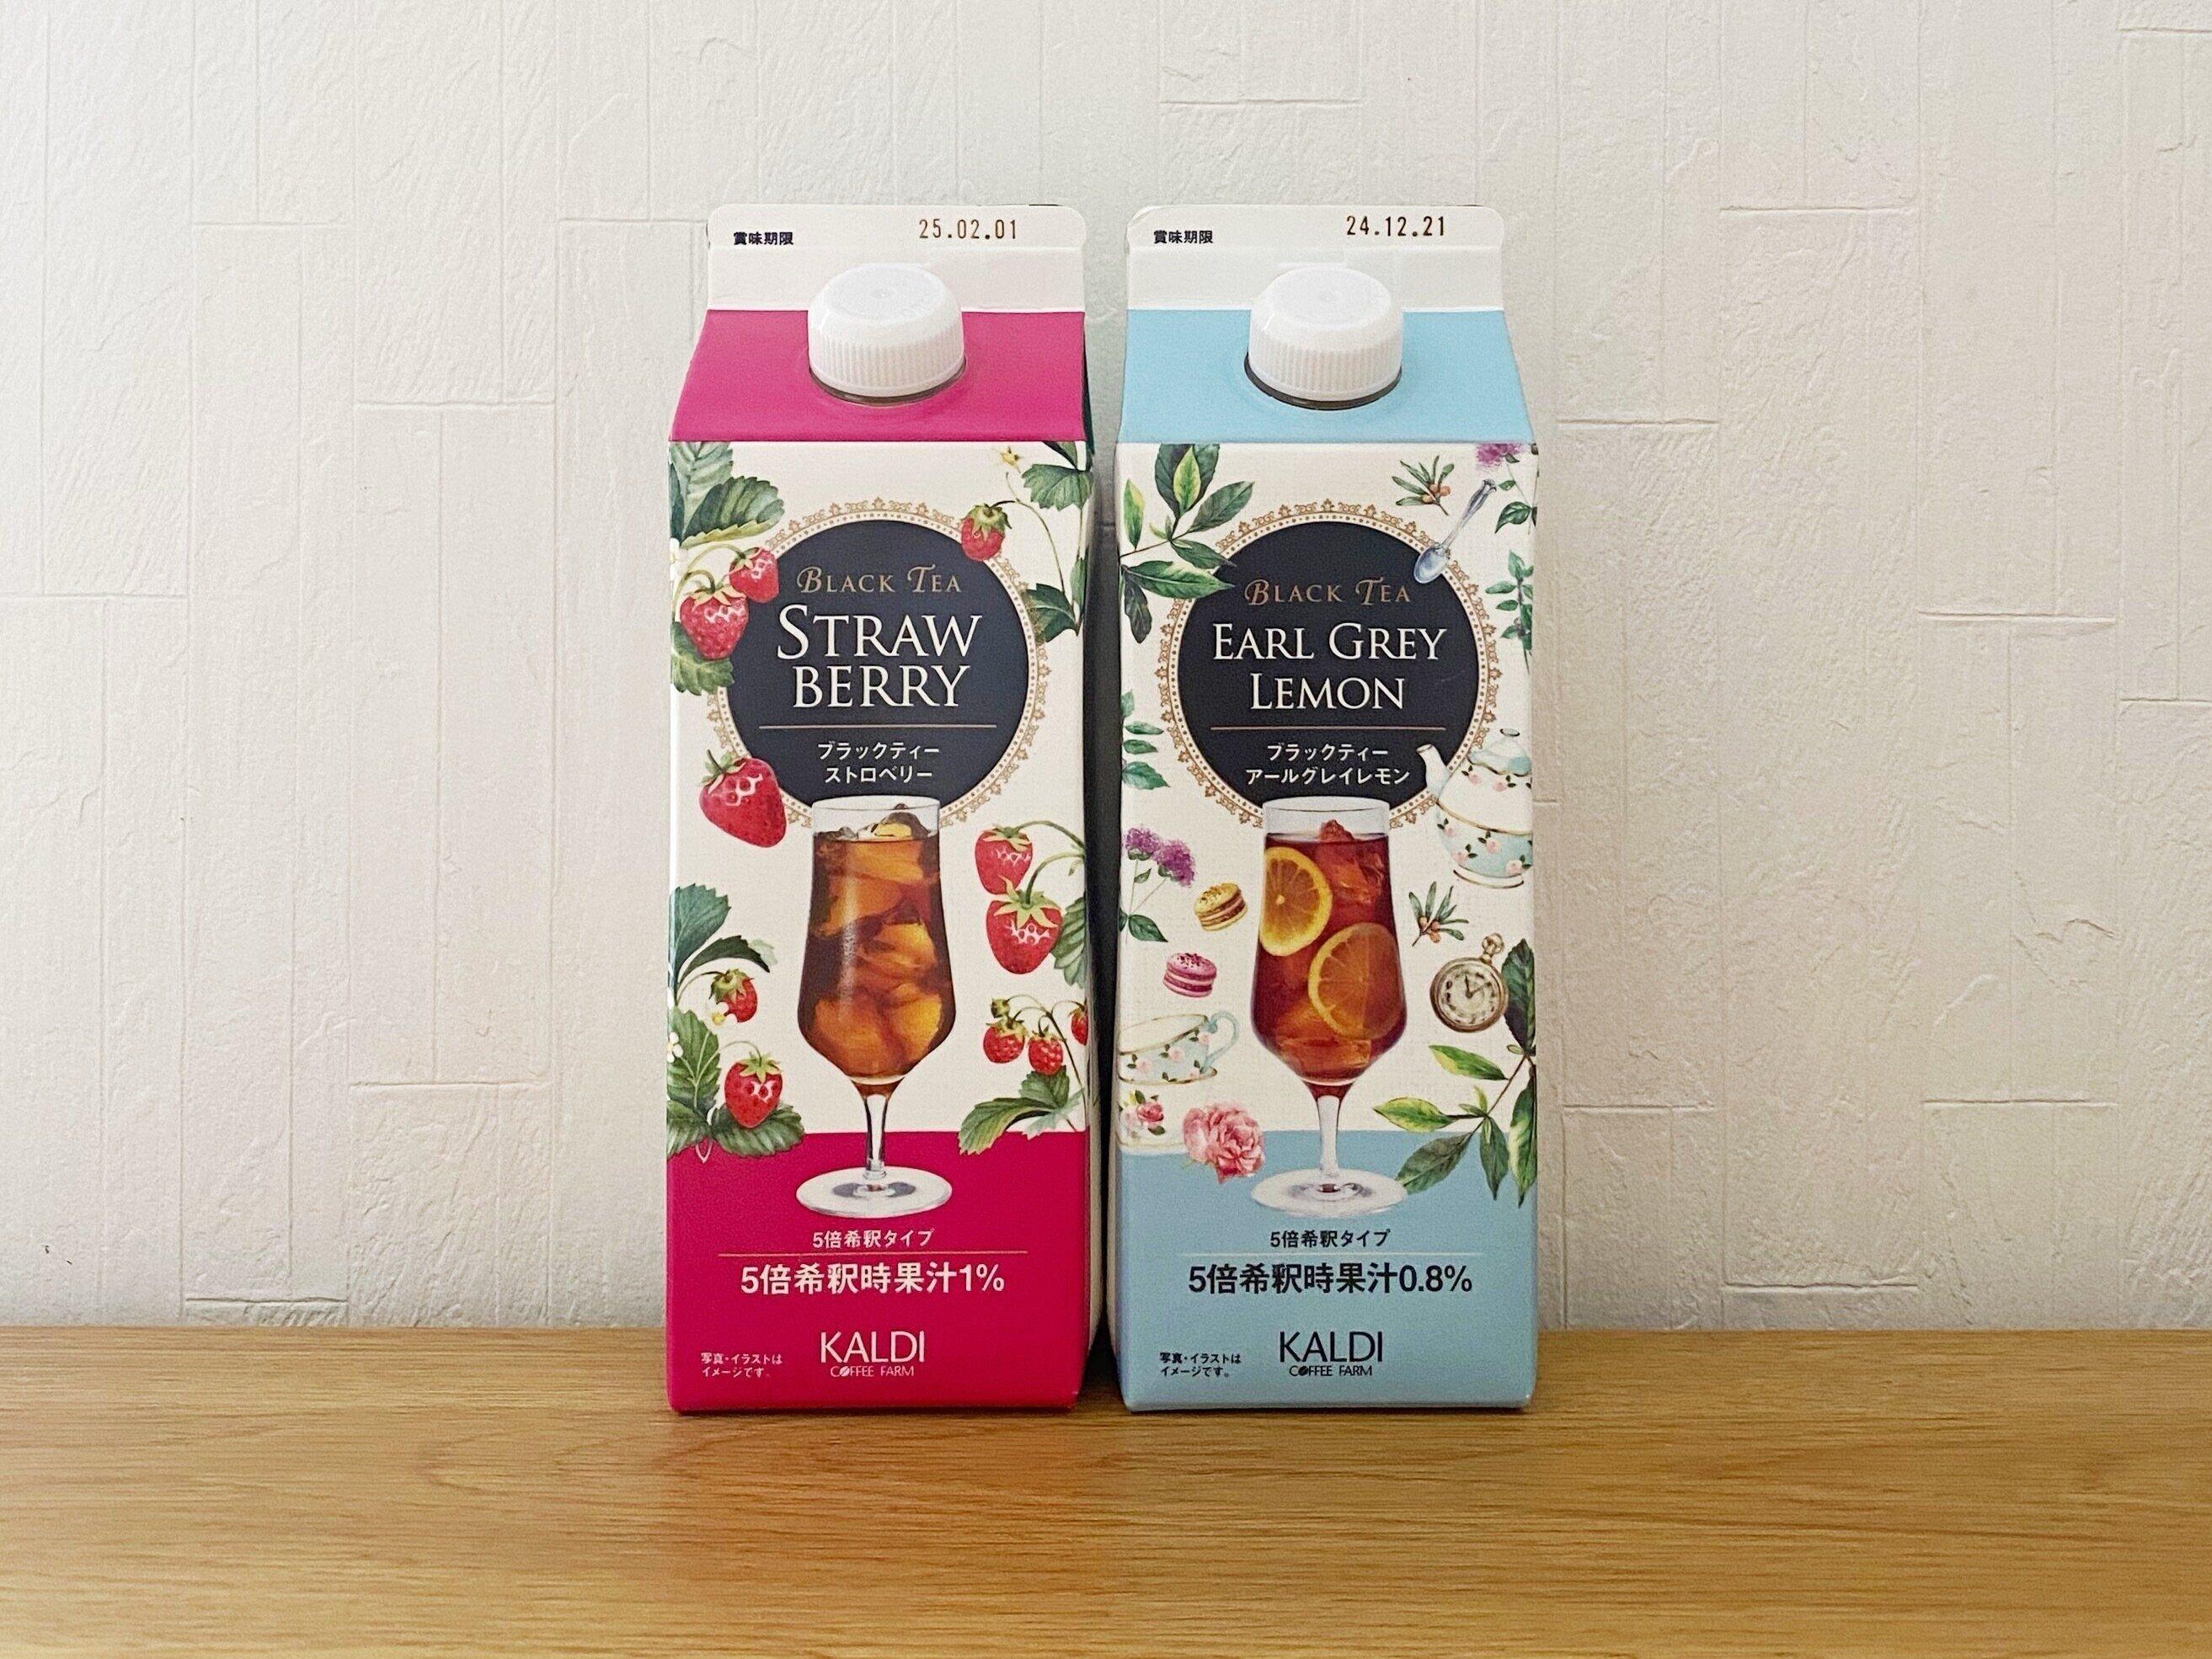 賞味期限
25.02.01
BLACK TEA
STRAW
BERRY
ブラックティー
ストロベリー
5倍希釈タイプ
5倍希釈時果汁1%
写真・イラストは
イメージです。
KALDI
COFFEE FARM
賞味期限
24.12.21
BLACK TEA
EARL GREY
LEMON
ブラックティー
アールグレイレモン
5倍希釈タイプ
5倍希釈時果汁0.8%
写真・イラストは
イメージです。
KALDI
COFFEE FARM